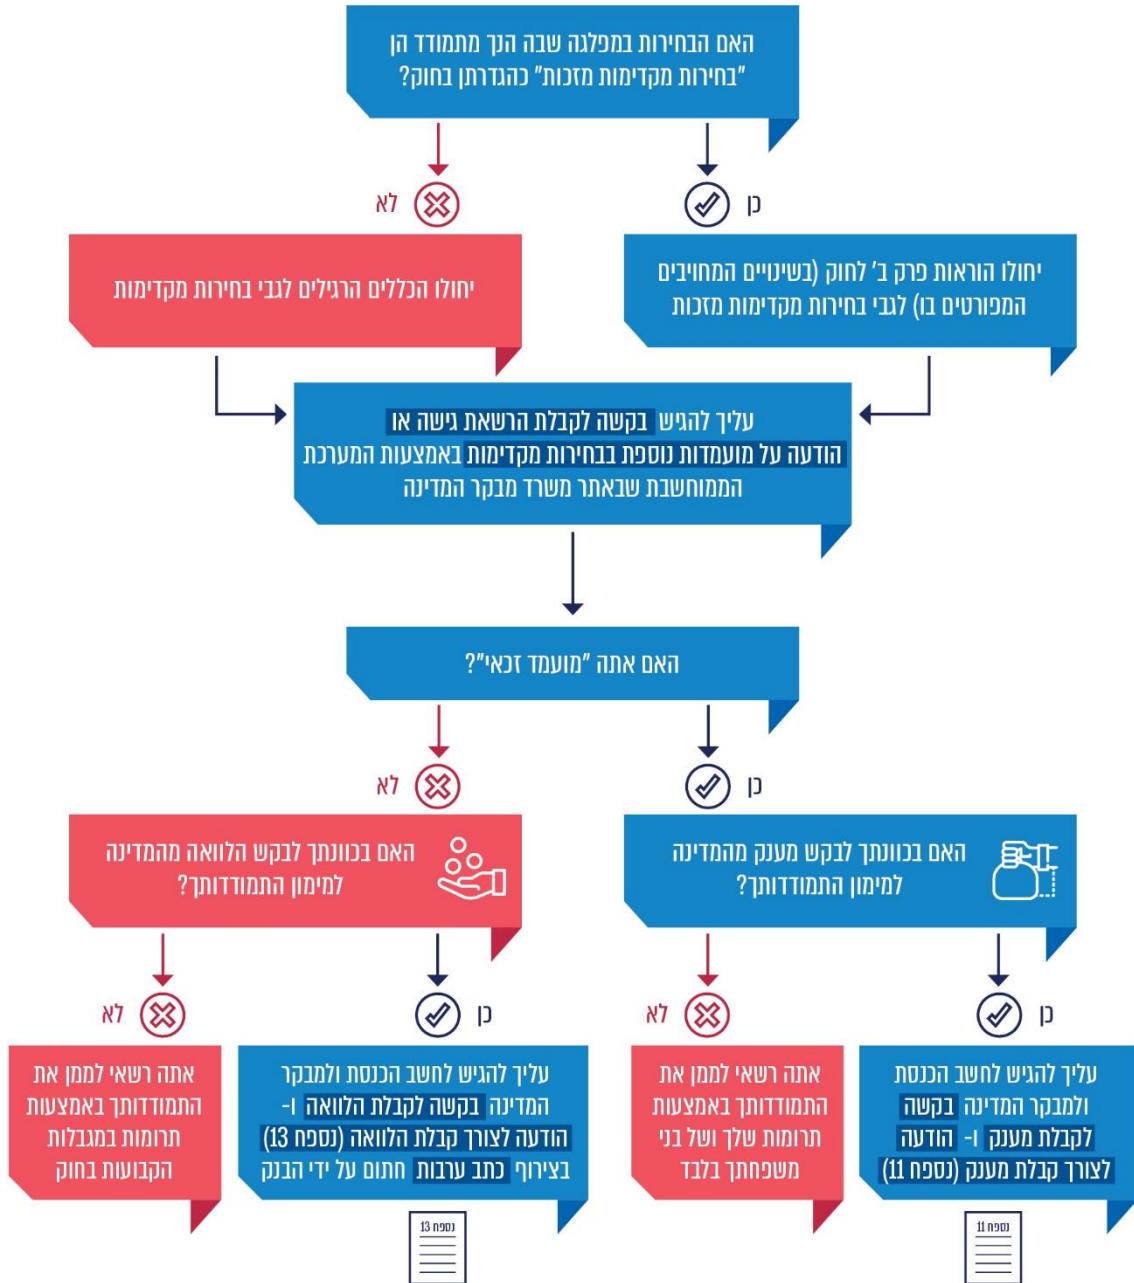 האם הבחירות במפלגה שבה הנך מתמודד הן
"בחירות מקדימות מזכות" כהגדרתן בחוק?
כן
לא
יחולו הוראות פרק ב' לחוק (בשינויים המחויבים
המפורטים בו) לגבי בחירות מקדימות מזכות
יחולו הכללים הרגילים לגבי בחירות מקדימות
עליך להגיש בקשה לקבלת הרשאת גישה או
הודעה על מועמדות נוספת בבחירות מקדימות באמצעות המערכת
הממוחשבת שבאתר משרד מבקר המדינה
האם אתה "מועמד זכאי"?
כן
לא
האם בכוונתך לבקש מענק מהמדינה
למימון התמודדותך?
האם בכוונתך לבקש הלוואה מהמדינה
למימון התמודדותך?
כן
לא
כן
לא
עליך להגיש לחשב הכנסת
ולמבקר המדינה בקשה
לקבלת מענק ו- הודעה
לצורך קבלת מענק (נספח 11)
אתה רשאי לממן את
התמודדותך באמצעות
תרומות שלך ושל בני
משפחתך בלבד
עליך להגיש לחשב הכנסת ולמבקר
המדינה בקשה לקבלת הלוואה ו-
הודעה לצורך קבלת הלוואה (נספח 13)
בצירוף כתב ערבות חתום על ידי הבנק
אתה רשאי לממן את
התמודדותך באמצעות
תרומות במגבלות
הקבועות בחוק
נספח 11
נספח 13